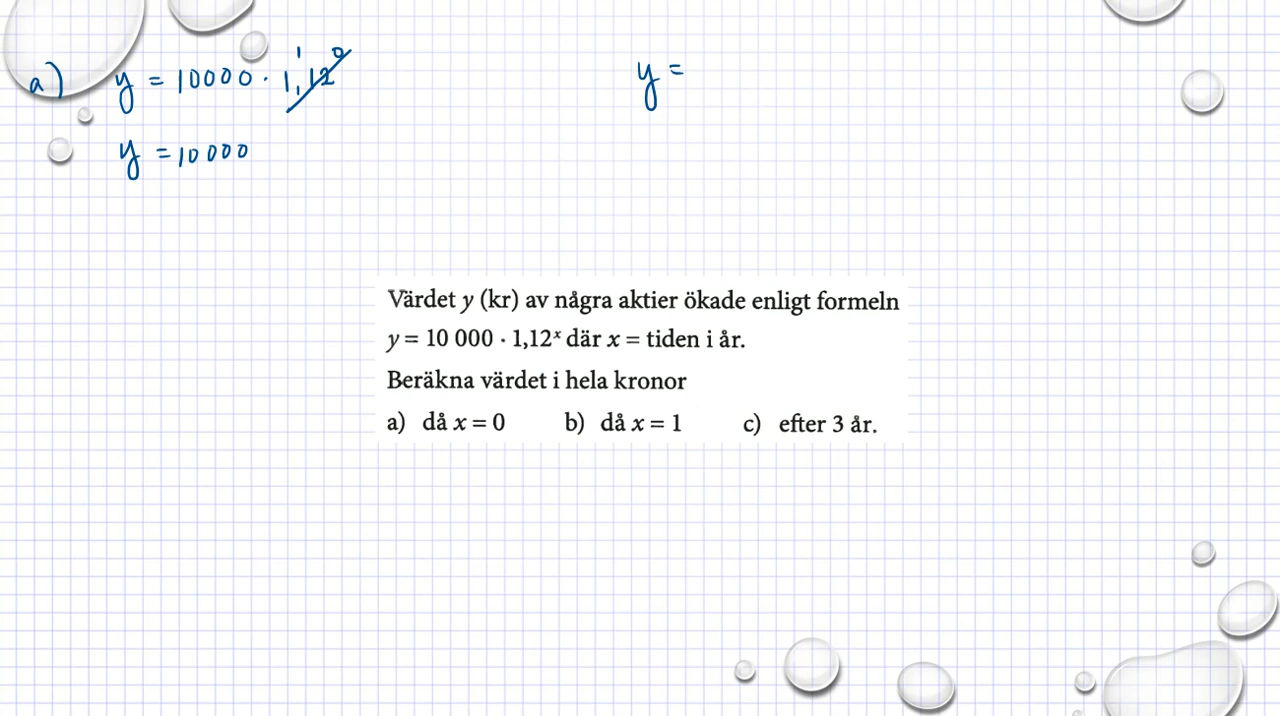 a) y = 10000 · 1,12⁰ 1
y = 10000
y =
Värdet y (kr) av några aktier ökade enligt formeln
y = 10 000 · 1,12ˣ där x = tiden i år.
Beräkna värdet i hela kronor
a) då x = 0 b) då x = 1 c) efter 3 år.